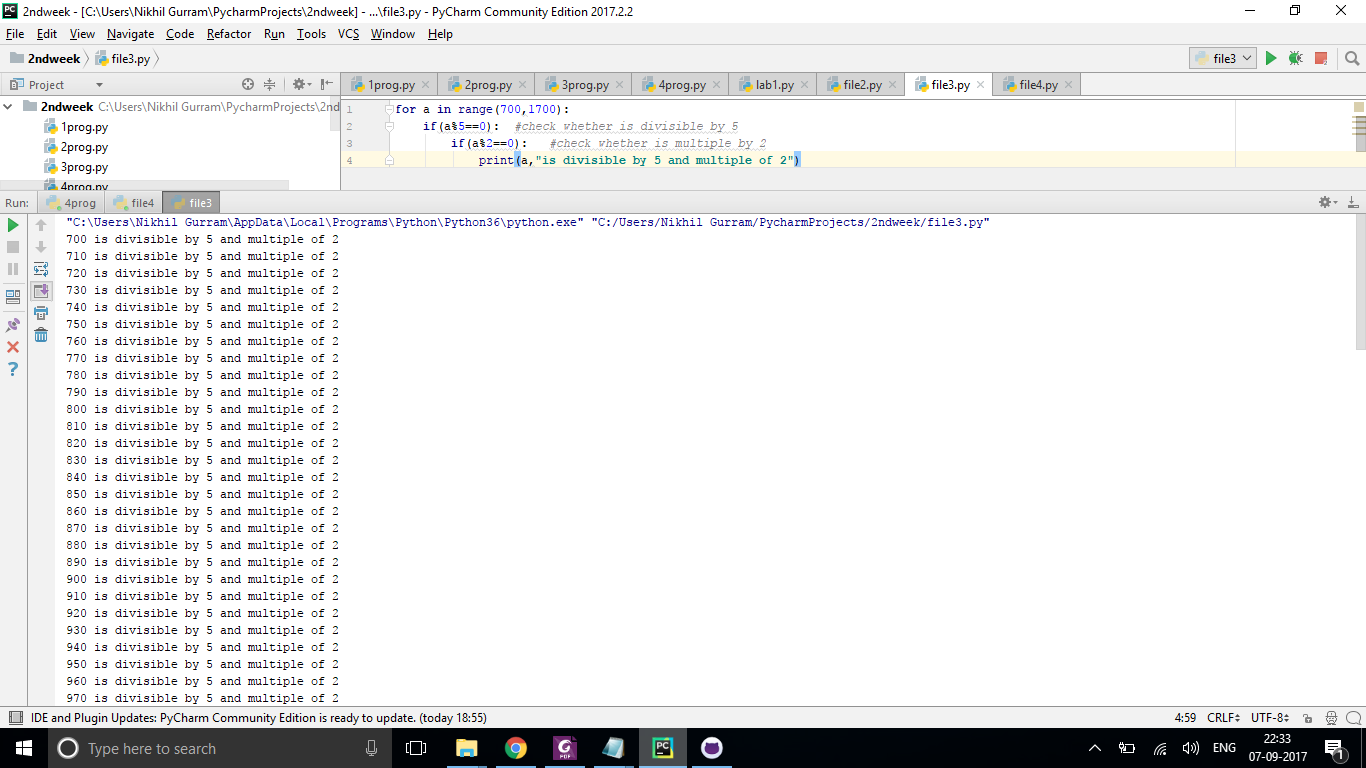 2ndweek - [C:\Users\Nikhil Gurram\PycharmProjects\2ndweek] - ...\file3.py - PyCharm Community Edition 2017.2.2
File Edit View Navigate Code Refactor Run Tools VCS Window Help
2ndweek file3.py file3
Project 1prog.py 2prog.py 3prog.py 4prog.py lab1.py file2.py file3.py file4.py
2ndweek C:\Users\Nikhil Gurram\PycharmProjects\2nd
1prog.py
2prog.py
3prog.py
4prog.py
1 for a in range(700,1700):
2 if(a%5==0): #check whether is divisible by 5
3 if(a%2==0): #check whether is multiple by 2
4 print(a,"is divisible by 5 and multiple of 2")
Run: 4prog file4 file3
"C:\Users\Nikhil Gurram\AppData\Local\Programs\Python\Python36\python.exe" "C:/Users/Nikhil Gurram/PycharmProjects/2ndweek/file3.py"
700 is divisible by 5 and multiple of 2
710 is divisible by 5 and multiple of 2
720 is divisible by 5 and multiple of 2
730 is divisible by 5 and multiple of 2
740 is divisible by 5 and multiple of 2
750 is divisible by 5 and multiple of 2
760 is divisible by 5 and multiple of 2
770 is divisible by 5 and multiple of 2
780 is divisible by 5 and multiple of 2
790 is divisible by 5 and multiple of 2
800 is divisible by 5 and multiple of 2
810 is divisible by 5 and multiple of 2
820 is divisible by 5 and multiple of 2
830 is divisible by 5 and multiple of 2
840 is divisible by 5 and multiple of 2
850 is divisible by 5 and multiple of 2
860 is divisible by 5 and multiple of 2
870 is divisible by 5 and multiple of 2
880 is divisible by 5 and multiple of 2
890 is divisible by 5 and multiple of 2
900 is divisible by 5 and multiple of 2
910 is divisible by 5 and multiple of 2
920 is divisible by 5 and multiple of 2
930 is divisible by 5 and multiple of 2
940 is divisible by 5 and multiple of 2
950 is divisible by 5 and multiple of 2
960 is divisible by 5 and multiple of 2
970 is divisible by 5 and multiple of 2
IDE and Plugin Updates: PyCharm Community Edition is ready to update. (today 18:55) 4:59 CRLF UTF-8
Type here to search ENG 22:33
07-09-2017